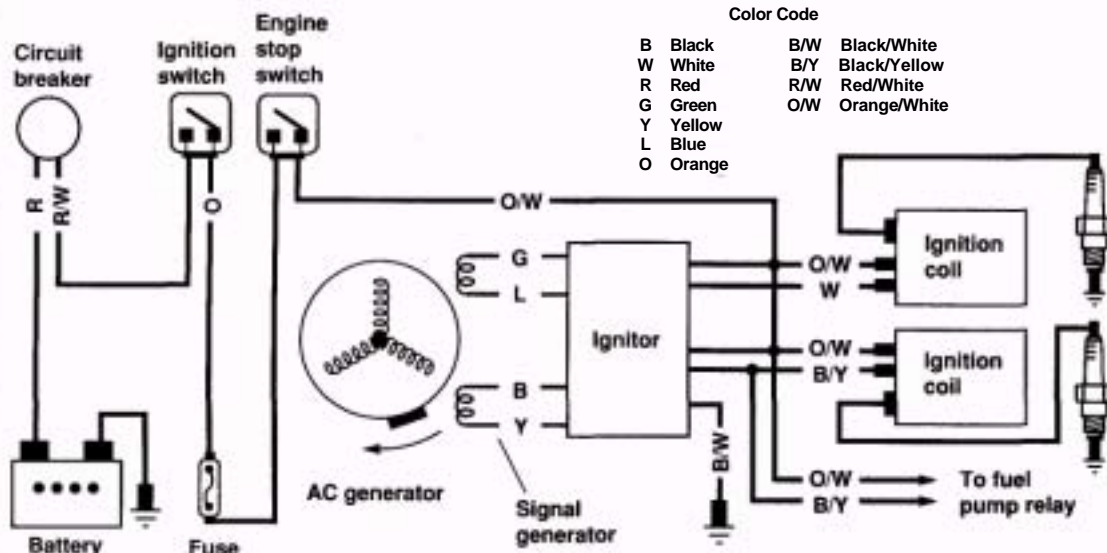 Color Code
B Black
W White
R Red
G Green
Y Yellow
L Blue
O Orange
B/W Black/White
B/Y Black/Yellow
R/W Red/White
O/W Orange/White
Circuit
breaker
Ignition
switch
Engine
stop
switch
R
R/W
O
O/W
G
L
B
Y
Ignitor
B/W
O/W
W
Ignition
coil
O/W
B/Y
Ignition
coil
O/W
B/Y
To fuel
pump relay
AC generator
Signal
generator
Battery
Fuse